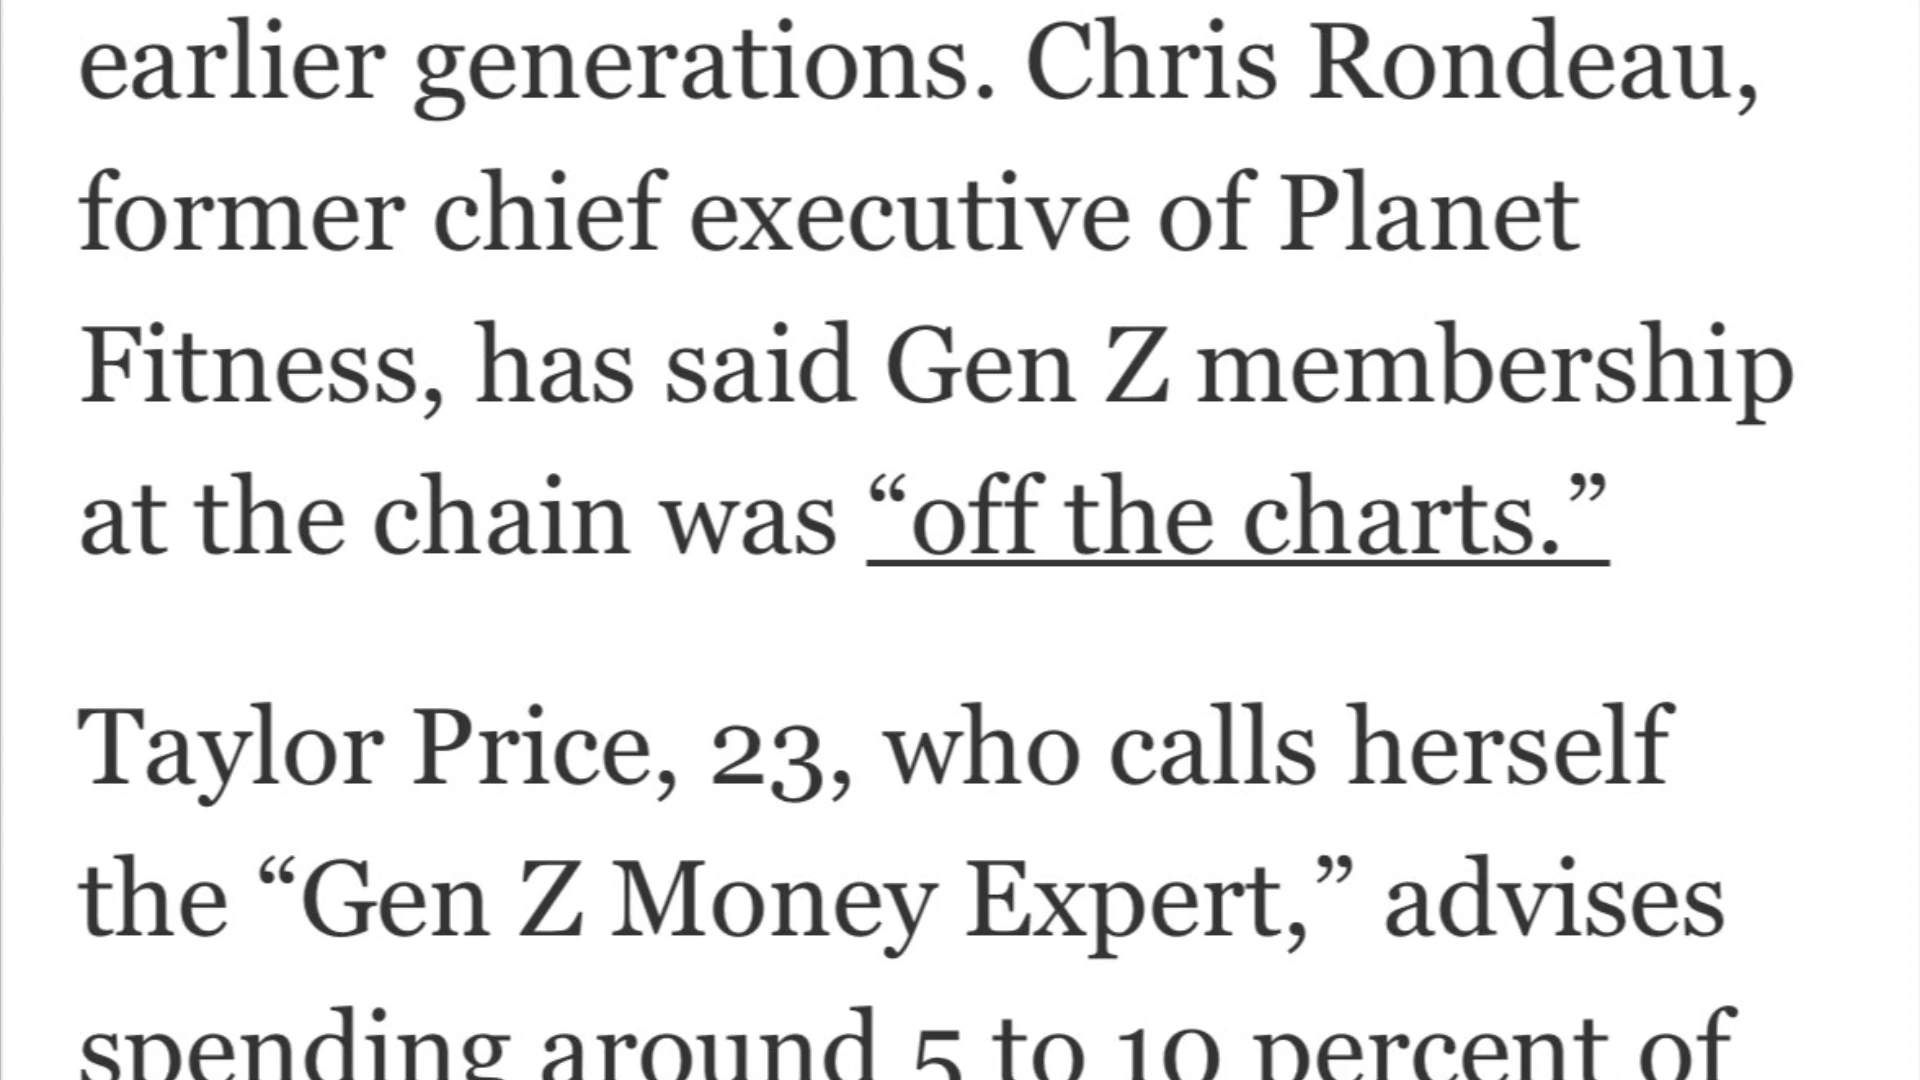 earlier generations. Chris Rondeau,
former chief executive of Planet
Fitness, has said Gen Z membership
at the chain was “off the charts.”
Taylor Price, 23, who calls herself
the “Gen Z Money Expert,” advises
spending around 5 to 10 percent of